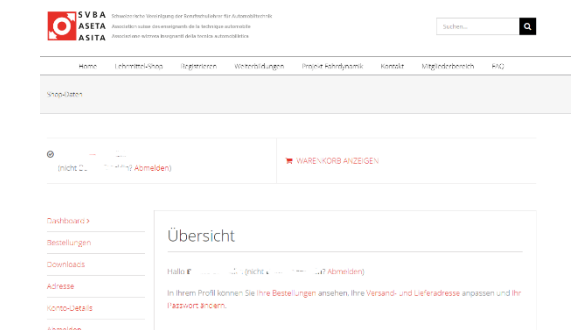 SVBA
ASETA
ASITA
Schweizerische Vereinigung der Berufsschullehrer für Automobiltechnik
Association suisse des enseignants de la technique automobile
Associazione svizzera insegnanti della tecnica automobilistica
Suchen...
Home Lehrmittel-Shop Registrieren Weiterbildungen Projekt Fahrdynamik Kontakt Mitgliederbereich FAQ
Shop-Daten
(nicht ? Abmelden)
WARENKORB ANZEIGEN
Dashboard
Bestellungen
Downloads
Adresse
Konto-Details
Abmelden
Übersicht
Hallo (nicht ? Abmelden)
In Ihrem Profil können Sie Ihre Bestellungen ansehen, Ihre Versand- und Lieferadresse anpassen und Ihr
Passwort ändern.